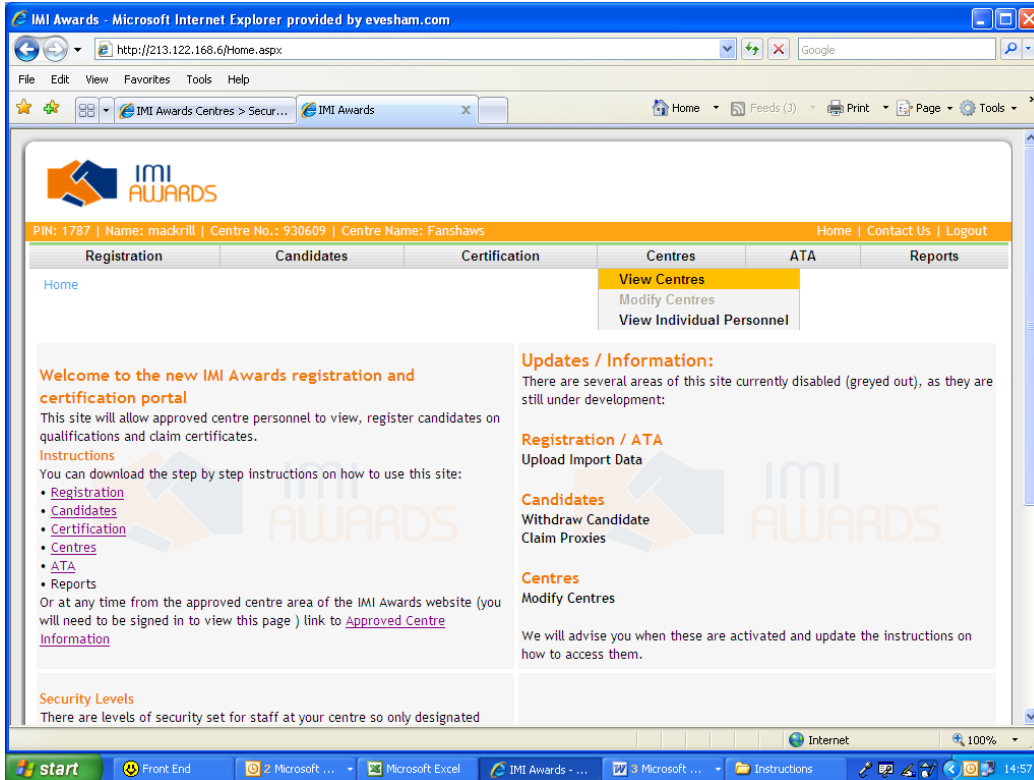 IMI Awards - Microsoft Internet Explorer provided by evesham.com
http://213.122.168.6/Home.aspx
Google
File Edit View Favorites Tools Help
IMI Awards Centres > Secur...
IMI Awards
Home
Feeds (J)
Print
Page
Tools
IMI AWARDS
PIN: 1787 | Name: mackrill | Centre No.: 930609 | Centre Name: Fanshaws
Home | Contact Us | Logout
Registration Candidates Certification Centres ATA Reports
Home
View Centres
Modify Centres
View Individual Personnel
Welcome to the new IMI Awards registration and
certification portal
This site will allow approved centre personnel to view, register candidates on
qualifications and claim certificates.
Instructions
You can download the step by step instructions on how to use this site:
• Registration
• Candidates
• Certification
• Centres
• ATA
• Reports
Or at any time from the approved centre area of the IMI Awards website (you
will need to be signed in to view this page ) link to Approved Centre
Information
IMI
AWARDS
Updates / Information:
There are several areas of this site currently disabled (greyed out), as they are
still under development:
Registration / ATA
Upload Import Data
Candidates
Withdraw Candidate
Claim Proxies
Centres
Modify Centres
We will advise you when these are activated and update the instructions on
how to access them.
IMI
AWARDS
Security Levels
There are levels of security set for staff at your centre so only designated
Internet
100%
start
Front End
2 Microsoft ...
Microsoft Excel
IMI Awards - ...
3 Microsoft ...
Instructions
14:57